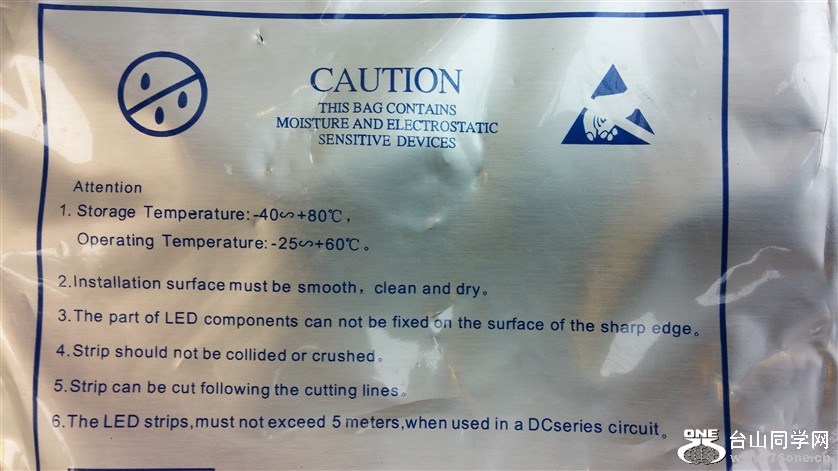 CAUTION
THIS BAG CONTAINS
MOISTURE AND ELECTROSTATIC
SENSITIVE DEVICES
Attention
1. Storage Temperature:-40∽+80℃,
Operating Temperature:-25∽+60℃。
2.Installation surface must be smooth, clean and dry。
3.The part of LED components can not be fixed on the surface of the sharp edge。
4.Strip should not be collided or crushed。
5.Strip can be cut following the cutting lines。
6.The LED strips,must not exceed 5 meters,when used in a DCseries circuit。
ONE 台山同学网
www.75one.cn